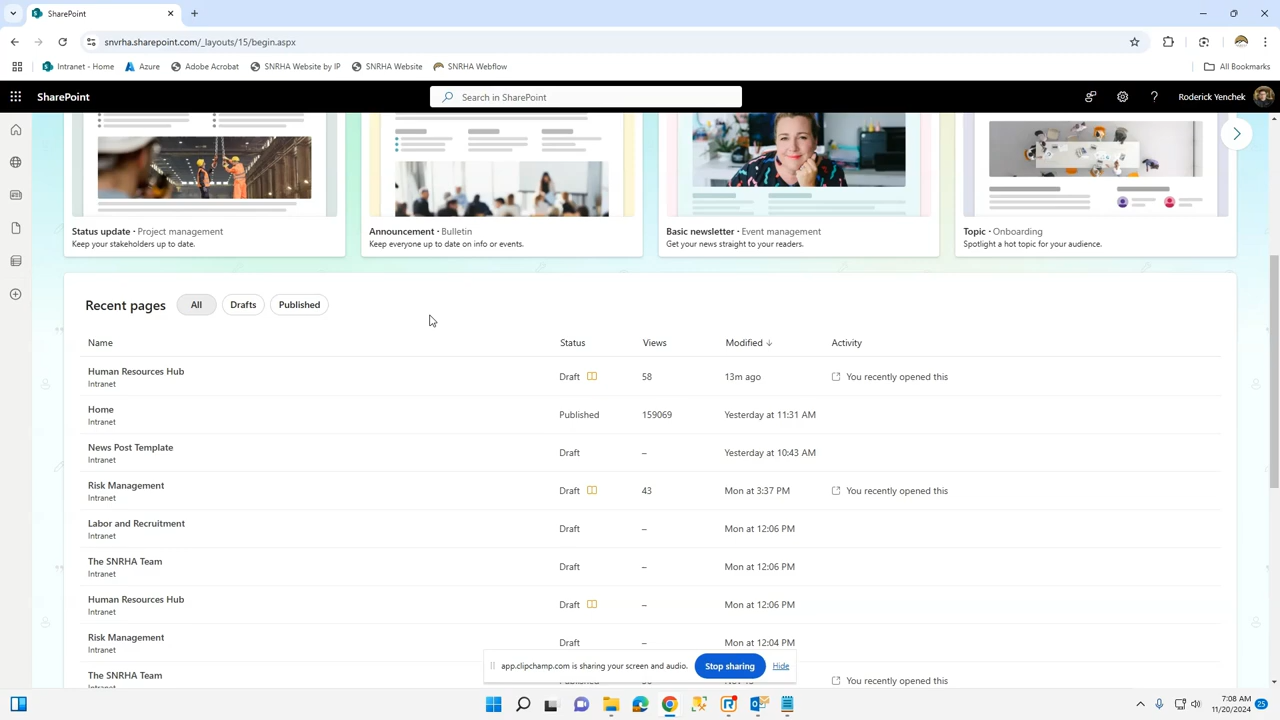 SharePoint
snvrha.sharepoint.com/_layouts/15/begin.aspx
Intranet - Home
Azure
Adobe Acrobat
SNRHA Website by IP
SNRHA Website
SNRHA Webflow
All Bookmarks
SharePoint
Search in SharePoint
Roderick Yenchek
Status update · Project management
Keep your stakeholders up to date.
Announcement · Bulletin
Keep everyone up to date on info or events.
Basic newsletter · Event management
Get your news straight to your readers.
Topic · Onboarding
Spotlight a hot topic for your audience.
Recent pages
All
Drafts
Published
Name Status Views Modified Activity
Human Resources Hub
Intranet
Draft 58 13m ago You recently opened this
Home
Intranet
Published 159069 Yesterday at 11:31 AM
News Post Template
Intranet
Draft – Yesterday at 10:43 AM
Risk Management
Intranet
Draft 43 Mon at 3:37 PM You recently opened this
Labor and Recruitment
Intranet
Draft – Mon at 12:06 PM
The SNRHA Team
Intranet
Draft – Mon at 12:06 PM
Human Resources Hub
Intranet
Draft – Mon at 12:06 PM
Risk Management
Intranet
Draft – Mon at 12:04 PM
The SNRHA Team
You recently opened this
app.clipchamp.com is sharing your screen and audio.
Stop sharing
Hide
7:08 AM
11/20/2024
25